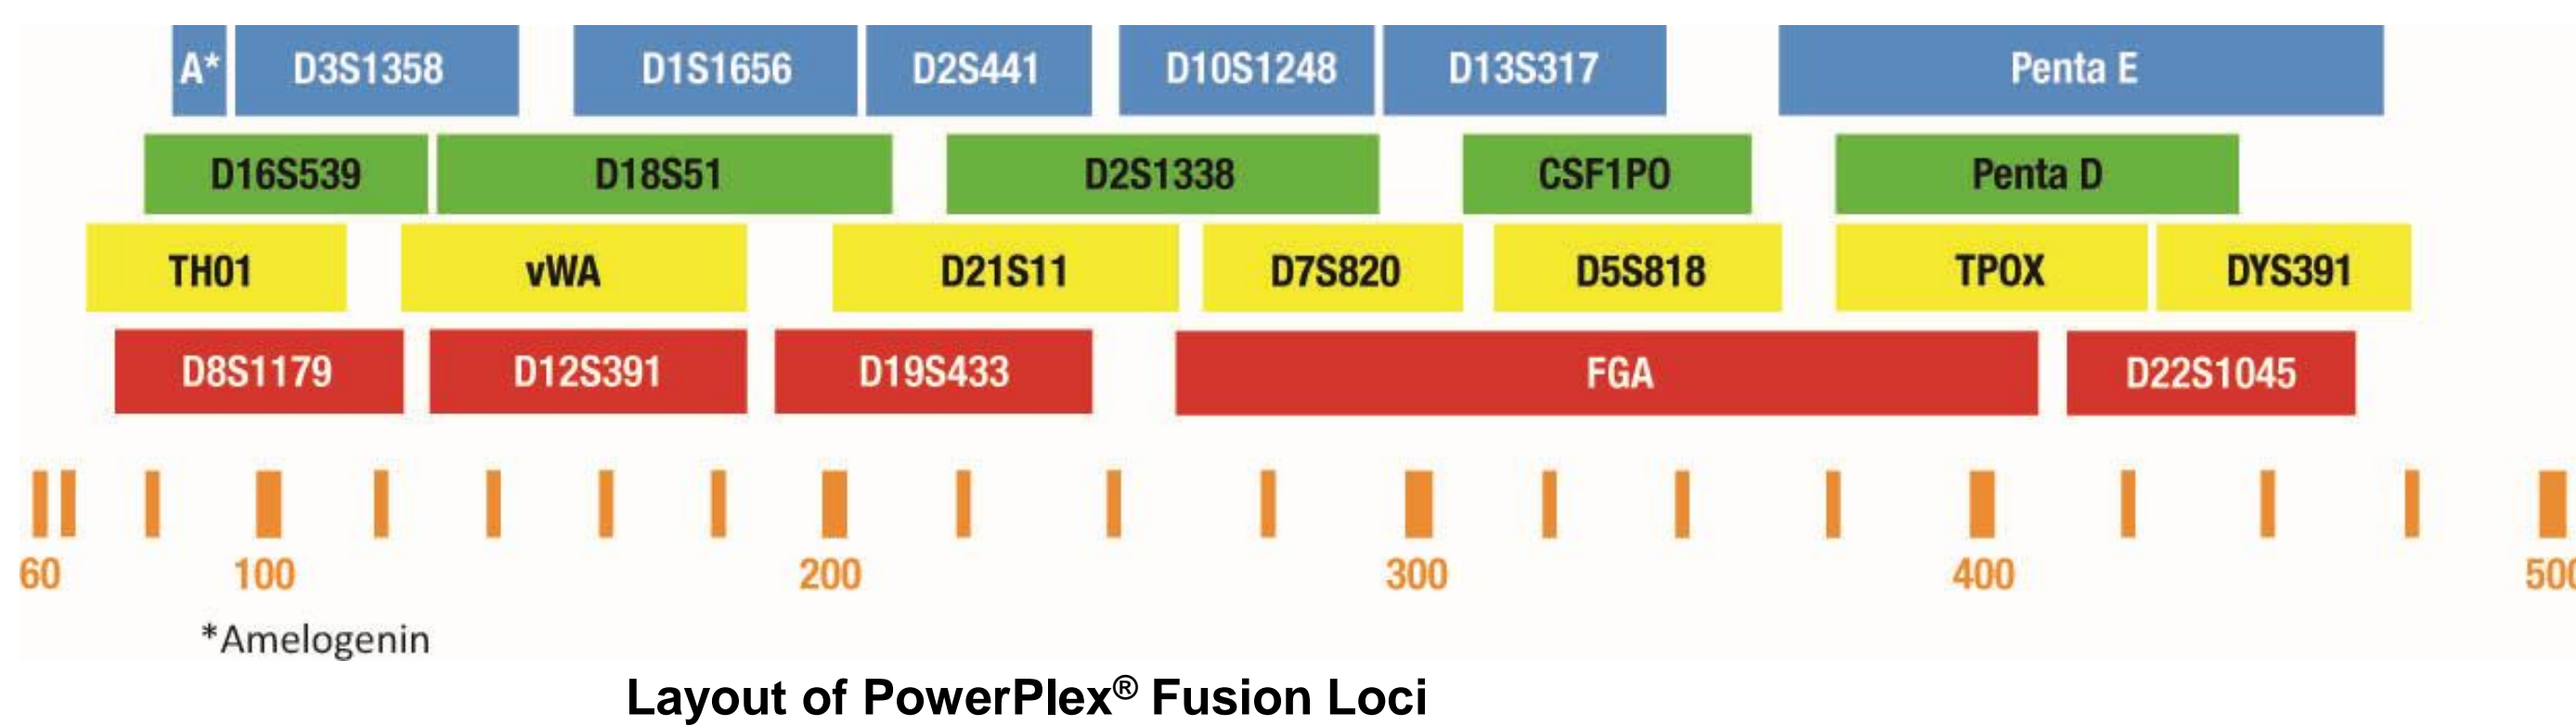 A* D3S1358 D1S1656 D2S441 D10S1248 D13S317 Penta E
D16S539 D18S51 D2S1338 CSF1PO Penta D
TH01 vWA D21S11 D7S820 D5S818 TPOX DYS391
D8S1179 D12S391 D19S433 FGA D22S1045
60 100 200 300 400 500
*Amelogenin
Layout of PowerPlex® Fusion Loci